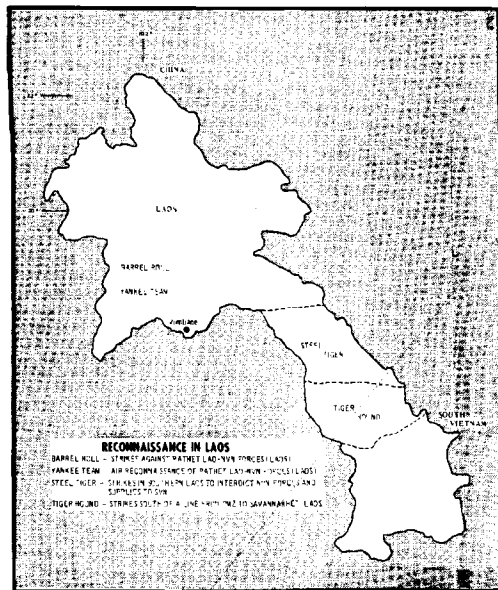 102°
CHINA
LAOS
BARREL ROLL
YANKEE TEAM
Vientiane
STEEL TIGER
TIGER HOUND
SOUTH VIETNAM
RECONNAISSANCE IN LAOS
BARREL ROLL - STRIKES AGAINST PATHET LAO-NVN FORCES (LAOS)
YANKEE TEAM - AIR RECONNAISSANCE OF PATHET LAO-NVN FORCES (LAOS)
STEEL TIGER - STRIKES IN SOUTHERN LAOS TO INTERDICT NVN FORCES AND
SUPPLIES TO SVN
TIGER HOUND - STRIKES SOUTH OF A LINE FROM DMZ TO SAVANNAKHET, LAOS